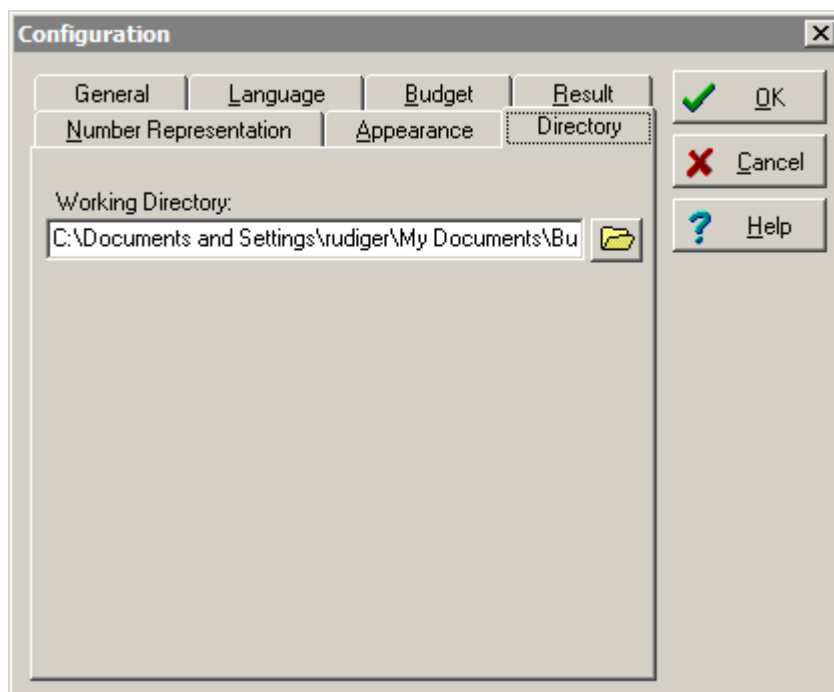 Configuration
General Language Budget Result
Number Representation Appearance Directory
Working Directory:
C:\Documents and Settings\rudiger\My Documents\Bu
OK
Cancel
Help